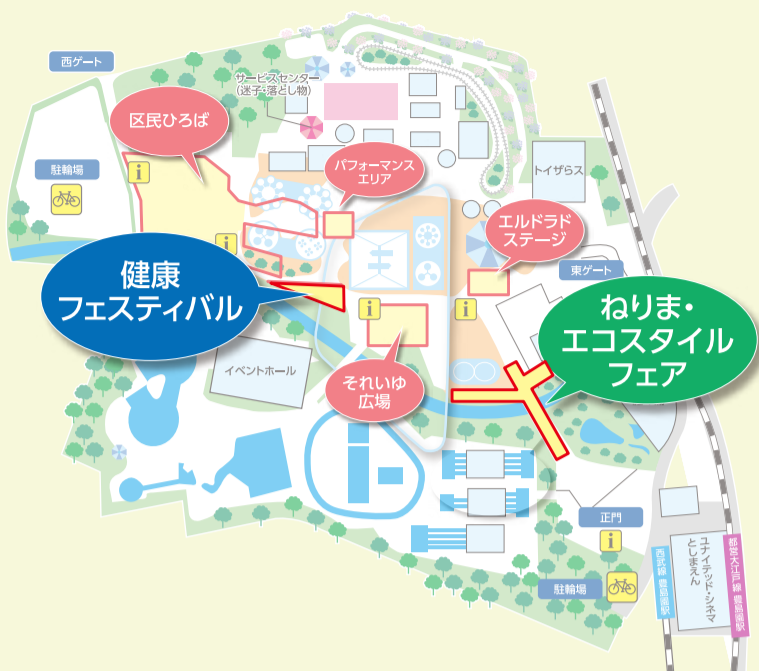 西ゲート
サービスセンター
(迷子・落とし物)
区民ひろば
i
駐輪場
パフォーマンス
エリア
トイザらス
エルドラド
ステージ
i
東ゲート
健康
フェスティバル
i
i
ねりま・
エコスタイル
フェア
イベントホール
それいゆ
広場
正門
i
駐輪場
ユナイテッド・シネマ
としまえん
西武線 豊島園駅
都営大江戸線 豊島園駅